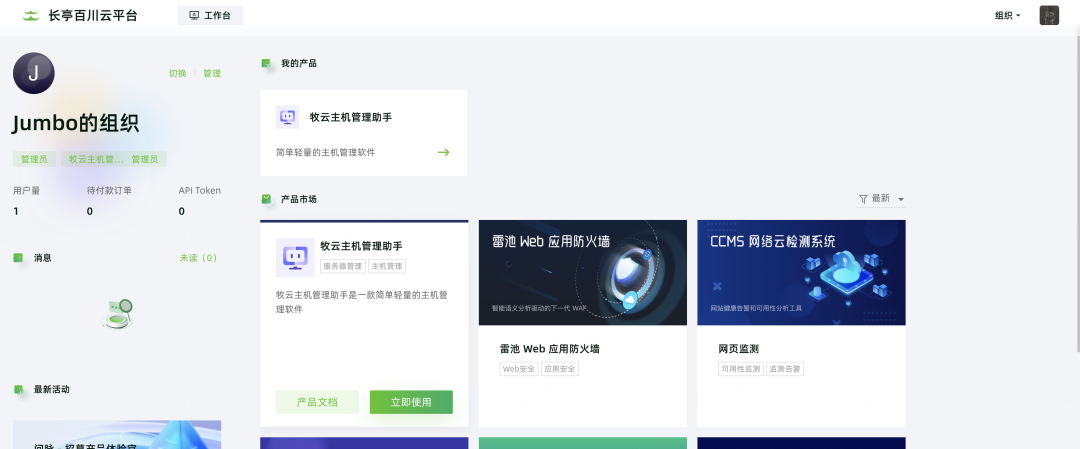 长亭百川云平台
工作台
组织
J
切换 管理
Jumbo的组织
管理员 牧云主机管... 管理员
用户量 待付款订单 API Token
1 0 0
消息 未读（0）
最新活动
我的产品
牧云主机管理助手
简单轻量的主机管理软件
产品市场
最新
牧云主机管理助手
服务器管理 主机管理
牧云主机管理助手是一款简单轻量的主机管
理软件
产品文档 立即使用
雷池 Web 应用防火墙
智能语义分析驱动的下一代 WAF
雷池 Web 应用防火墙
Web安全 应用安全
CCMS 网络云检测系统
网站健康告警和可用性分析工具
网页监测
可用性监测 监测告警